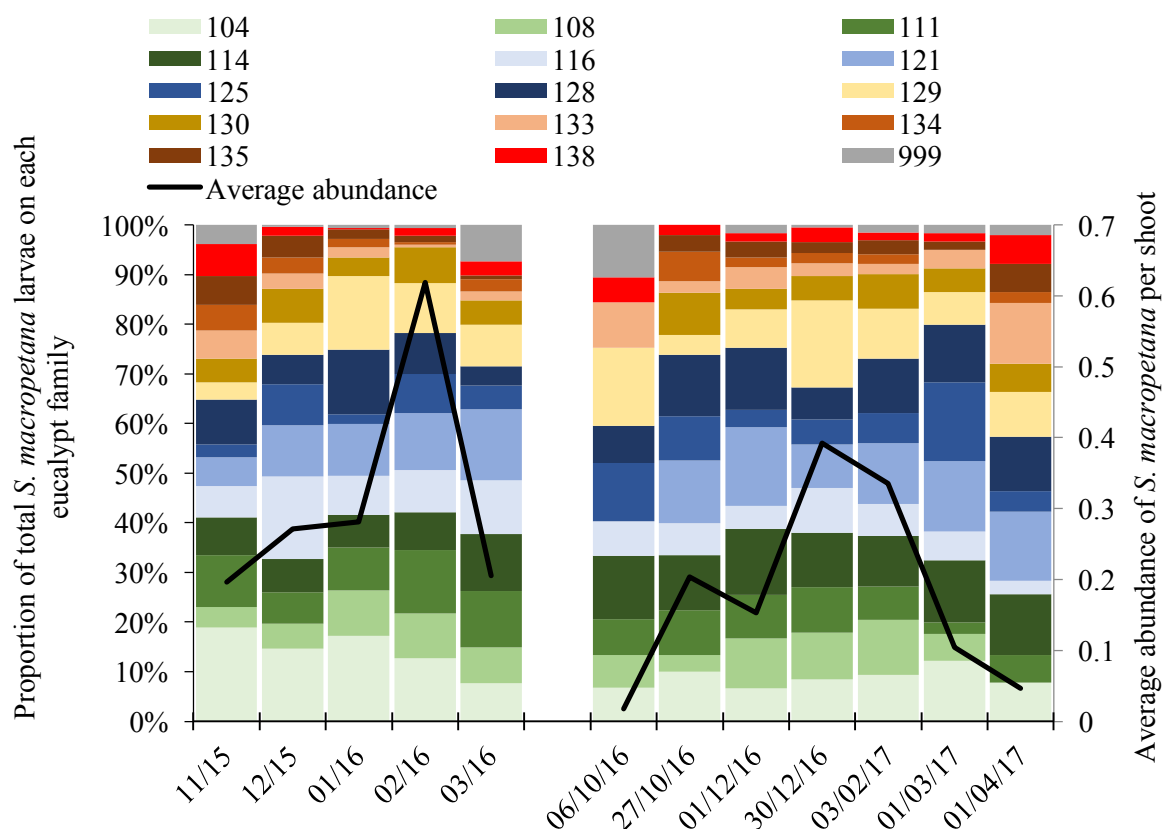 104 108 111
114 116 121
125 128 129
130 133 134
135 138 999
Average abundance
Proportion of total S. macropetana larvae on each
eucalypt family
100%
90%
80%
70%
60%
50%
40%
30%
20%
10%
0%
0.7
0.6
0.5
0.4
0.3
0.2
0.1
0
Average abundance of S. macropetana per shoot
11/15 12/15 01/16 02/16 03/16 06/10/16 27/10/16 01/12/16 30/12/16 03/02/17 01/03/17 01/04/17